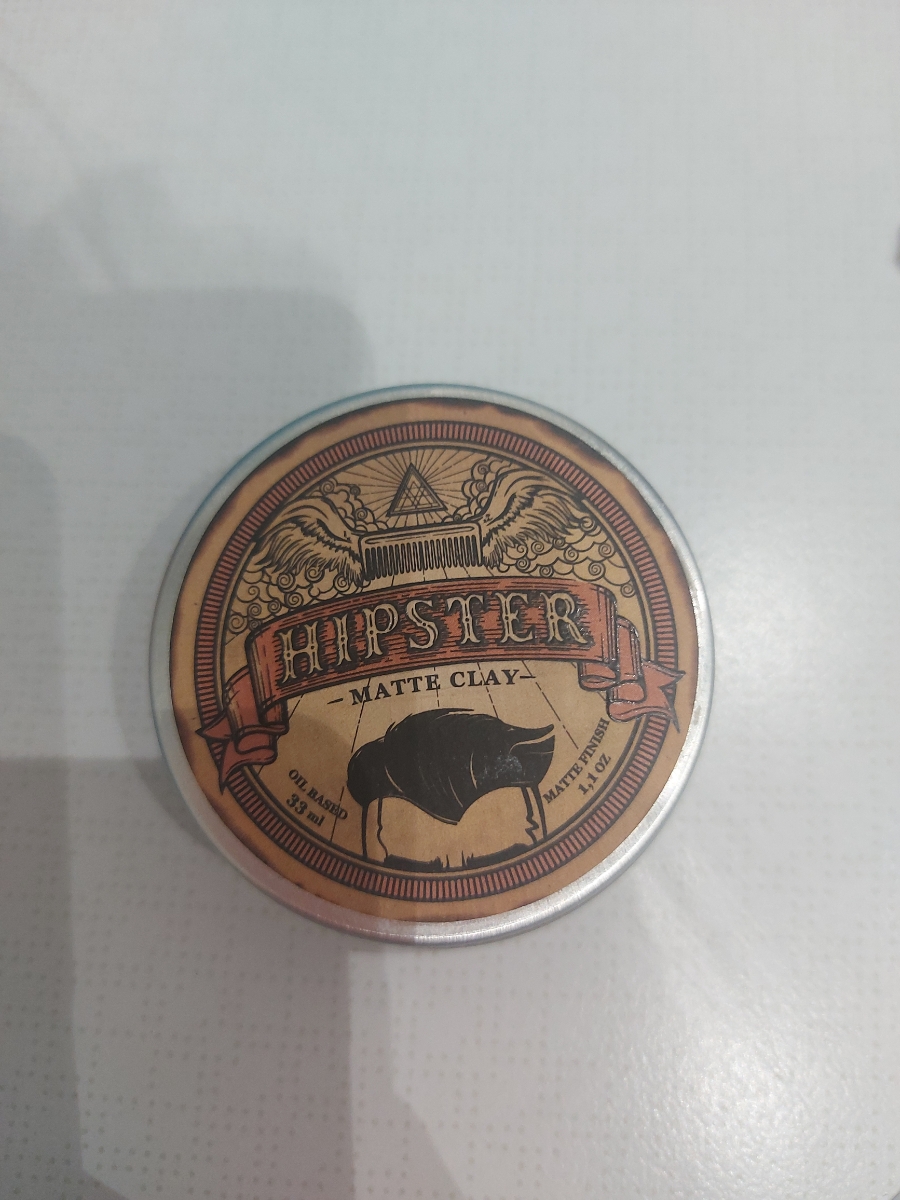 HIPSTER
–MATTE CLAY–
OIL BASED
33 ml
MATTE FINISH
1,1 OZ